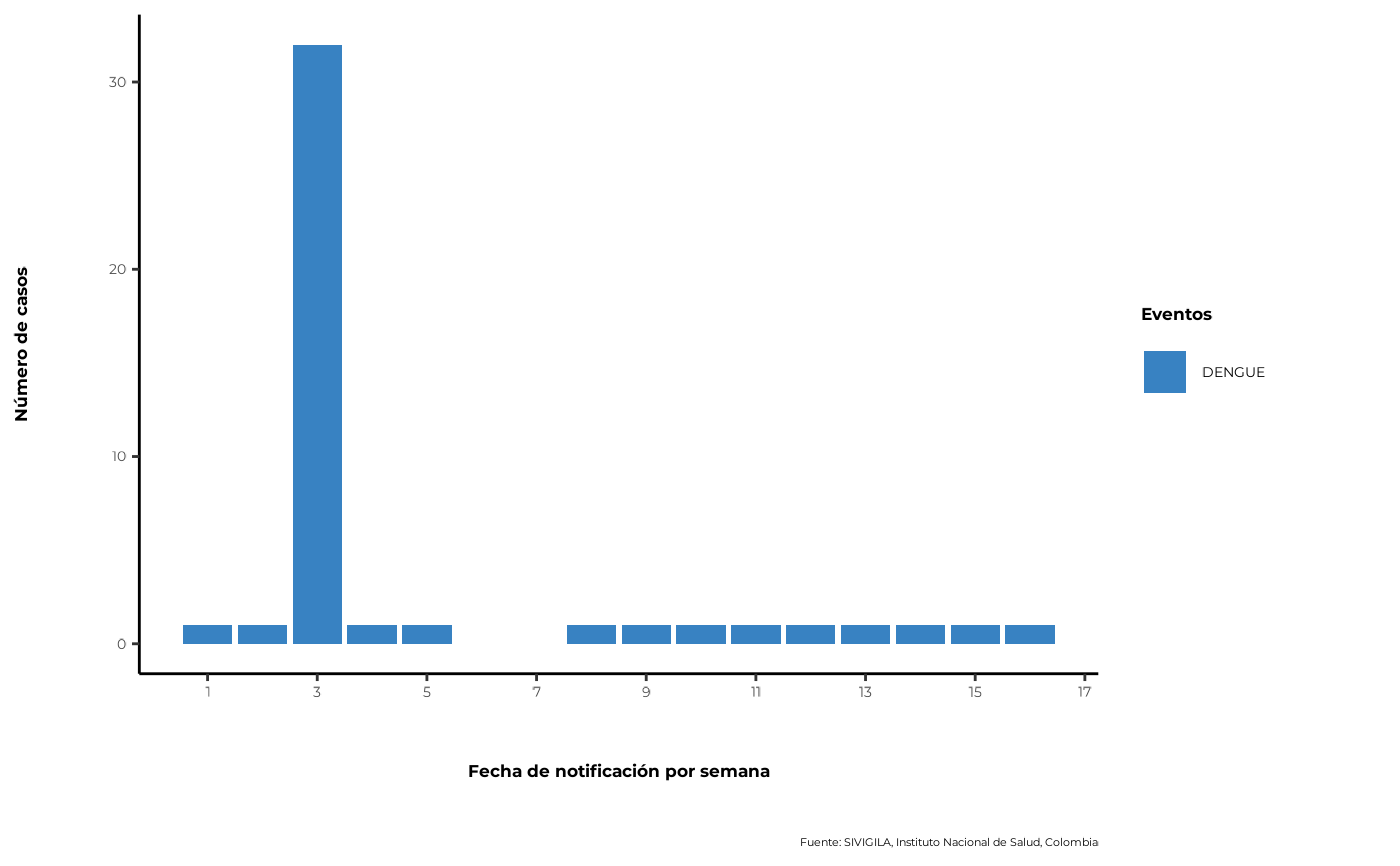 Número de casos
30
20
10
0
1 3 5 7 9 11 13 15 17
Fecha de notificación por semana
Eventos
DENGUE
Fuente: SIVIGILA, Instituto Nacional de Salud, Colombia